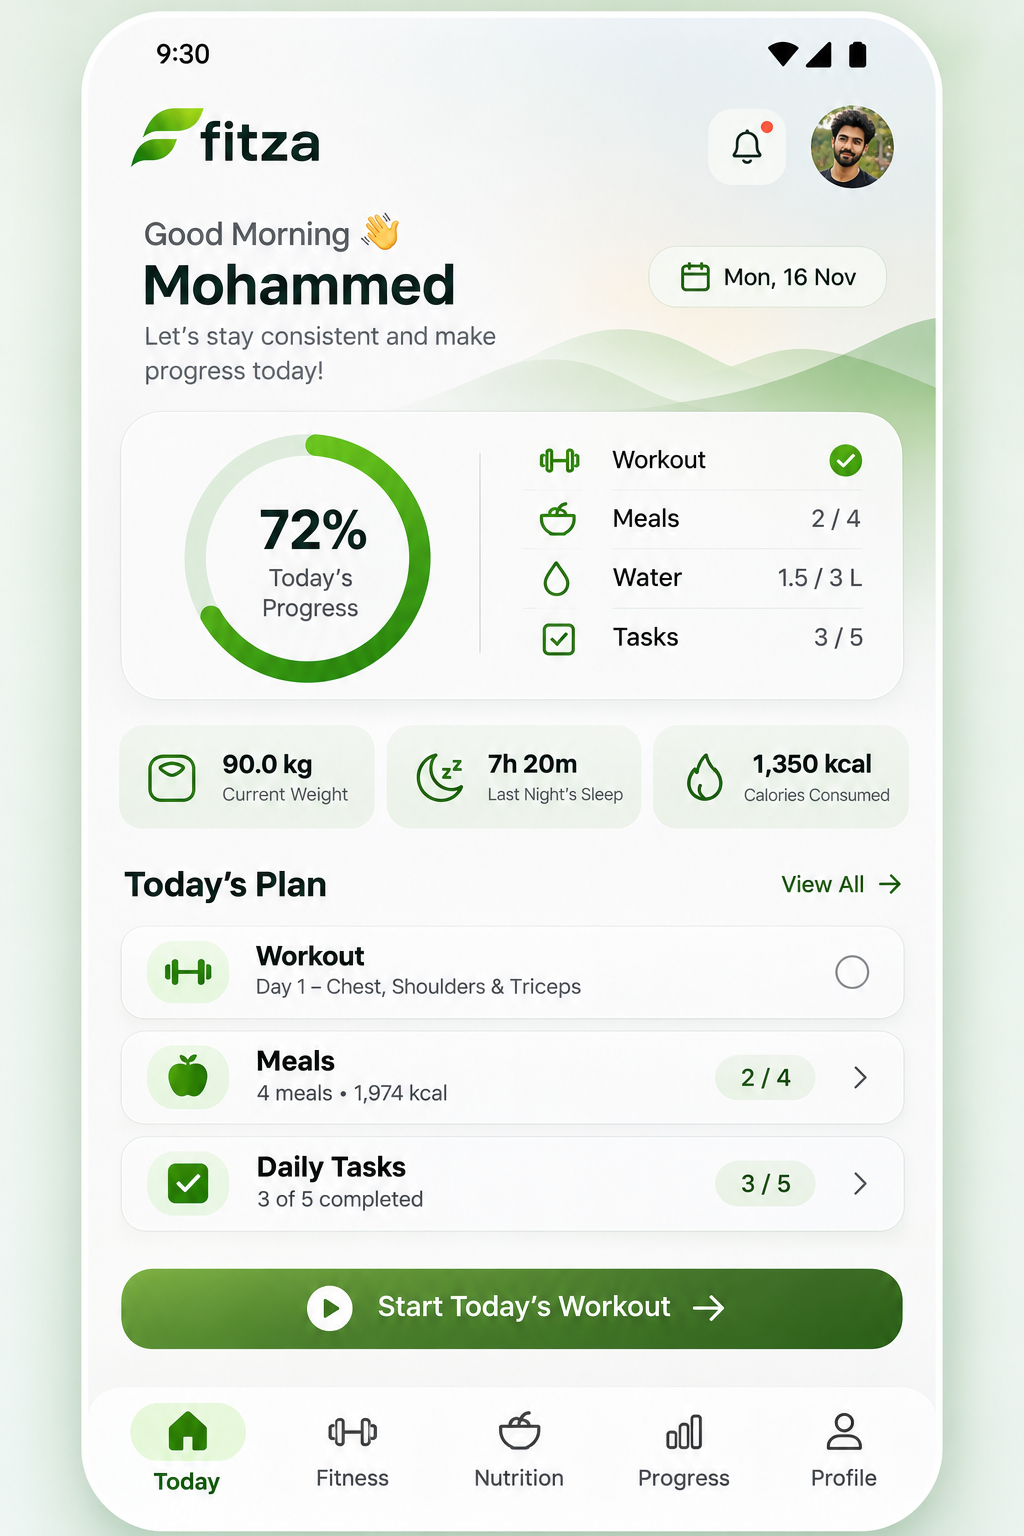 9:30
fitza
Good Morning 👋
Mohammed
Mon, 16 Nov
Let's stay consistent and make
progress today!
72%
Today's
Progress
Workout
Meals 2 / 4
Water 1.5 / 3 L
Tasks 3 / 5
90.0 kg
Current Weight
7h 20m
Last Night's Sleep
1,350 kcal
Calories Consumed
Today's Plan
View All →
Workout
Day 1 – Chest, Shoulders & Triceps
Meals
4 meals • 1,974 kcal
2 / 4
Daily Tasks
3 of 5 completed
3 / 5
Start Today's Workout →
Today
Fitness
Nutrition
Progress
Profile